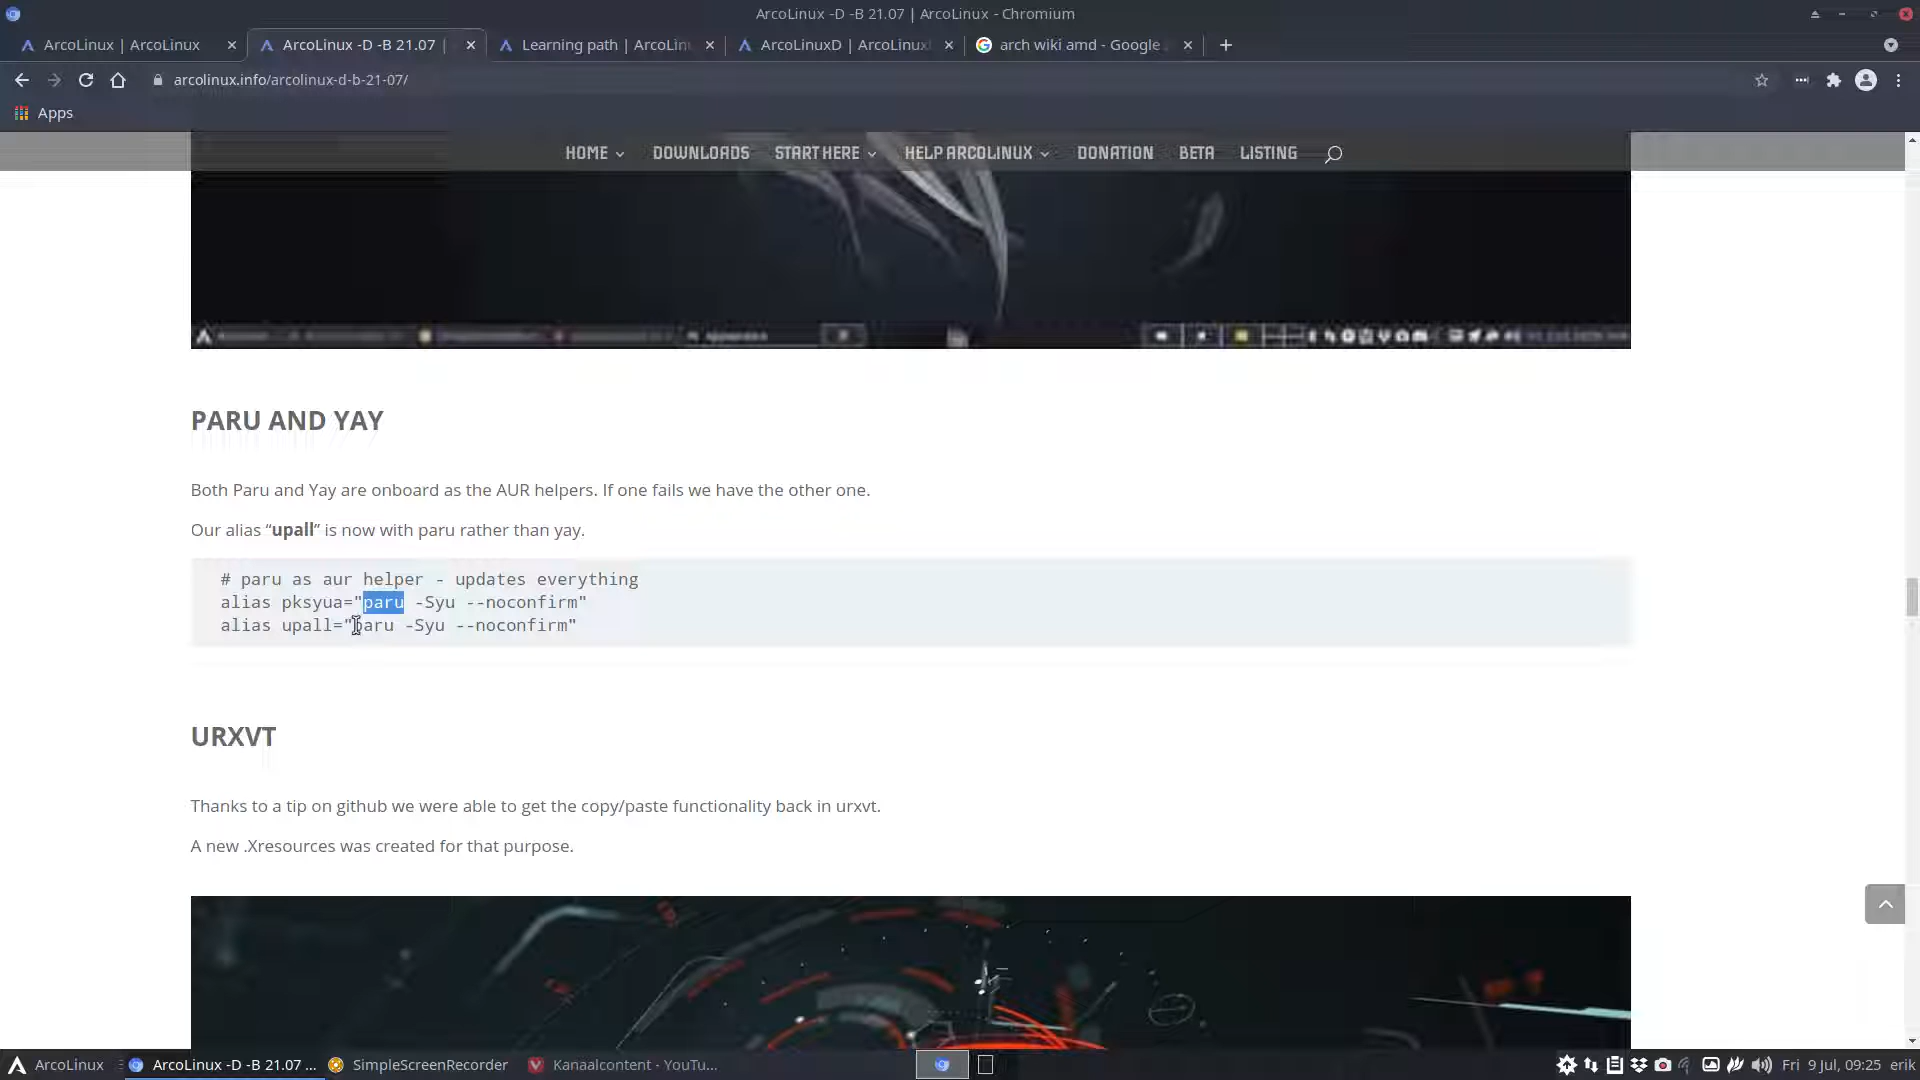 ArcoLinux -D -B 21.07 | ArcoLinux - Chromium
ArcoLinux | ArcoLinux
ArcoLinux -D -B 21.07 |
Learning path | ArcoLin
ArcoLinuxD | ArcoLinux
arch wiki amd - Google
arcolinux.info/arcolinux-d-b-21-07/
Apps
HOME DOWNLOADS START HERE HELP ARCOLINUX DONATION BETA LISTING
PARU AND YAY
Both Paru and Yay are onboard as the AUR helpers. If one fails we have the other one.
Our alias “upall” is now with paru rather than yay.
# paru as aur helper - updates everything
alias pksyua="paru -Syu --noconfirm"
alias upall="paru -Syu --noconfirm"
URXVT
Thanks to a tip on github we were able to get the copy/paste functionality back in urxvt.
A new .Xresources was created for that purpose.
ArcoLinux
ArcoLinux -D -B 21.07 ...
SimpleScreenRecorder
Kanaalcontent - YouTu...
Fri 9 Jul, 09:25 erik